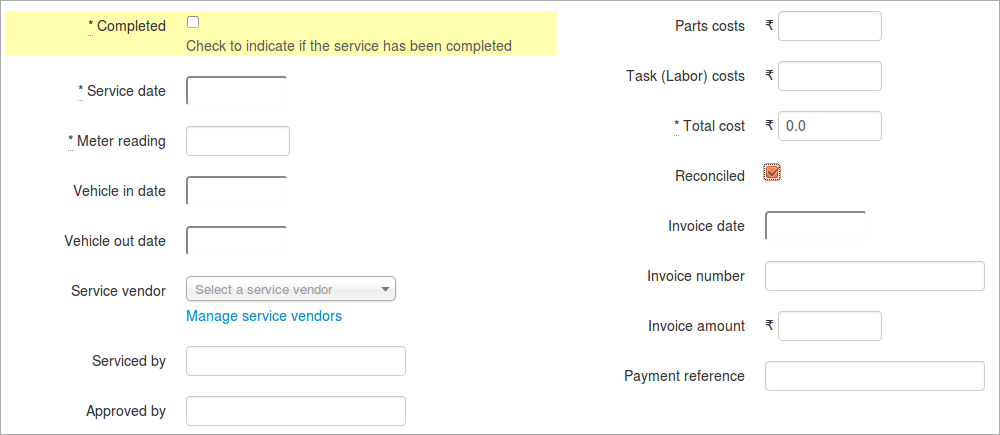 * Completed
Check to indicate if the service has been completed
* Service date
* Meter reading
Vehicle in date
Vehicle out date
Service vendor Select a service vendor
Manage service vendors
Serviced by
Approved by
Parts costs ₹
Task (Labor) costs ₹
* Total cost ₹ 0.0
Reconciled
Invoice date
Invoice number
Invoice amount ₹
Payment reference